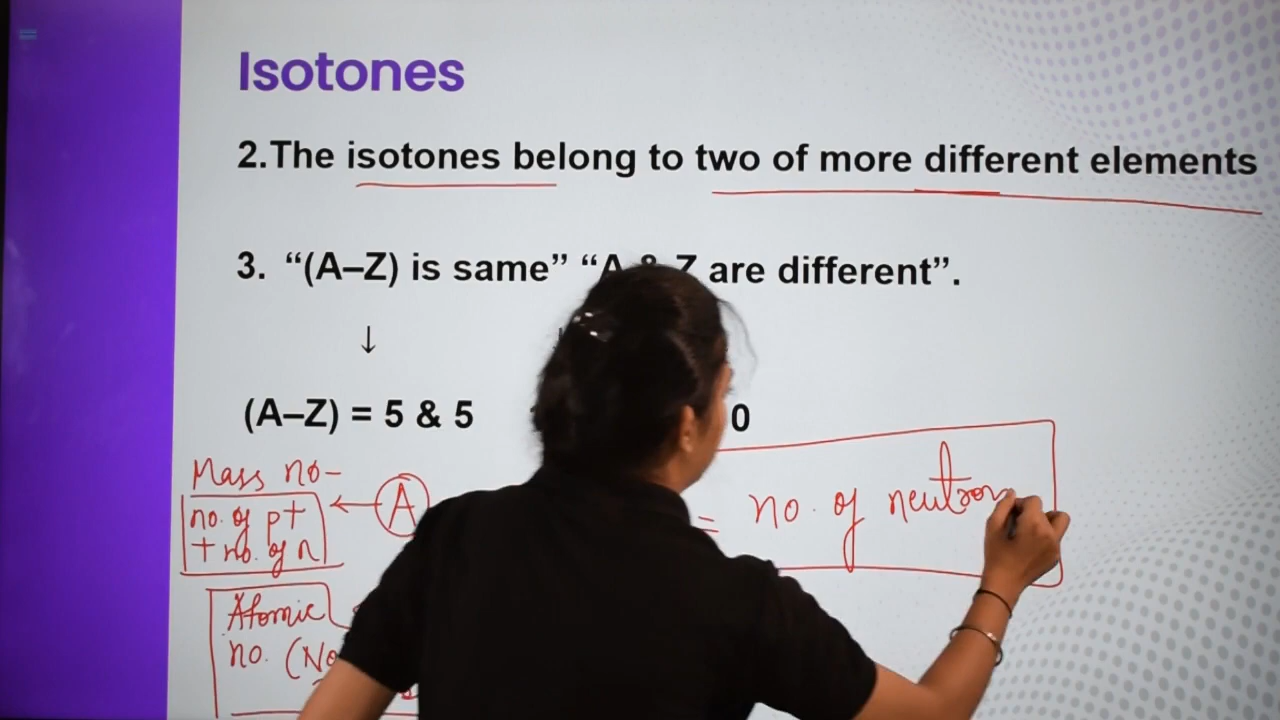 Isotones
2.The isotones belong to two of more different elements
3. “(A–Z) is same” “A & Z are different”.
↓
(A–Z) = 5 & 5 0
Mass no-
no. of p+ ← A
+ no. of n
= no. of neutron
Atomic
no.